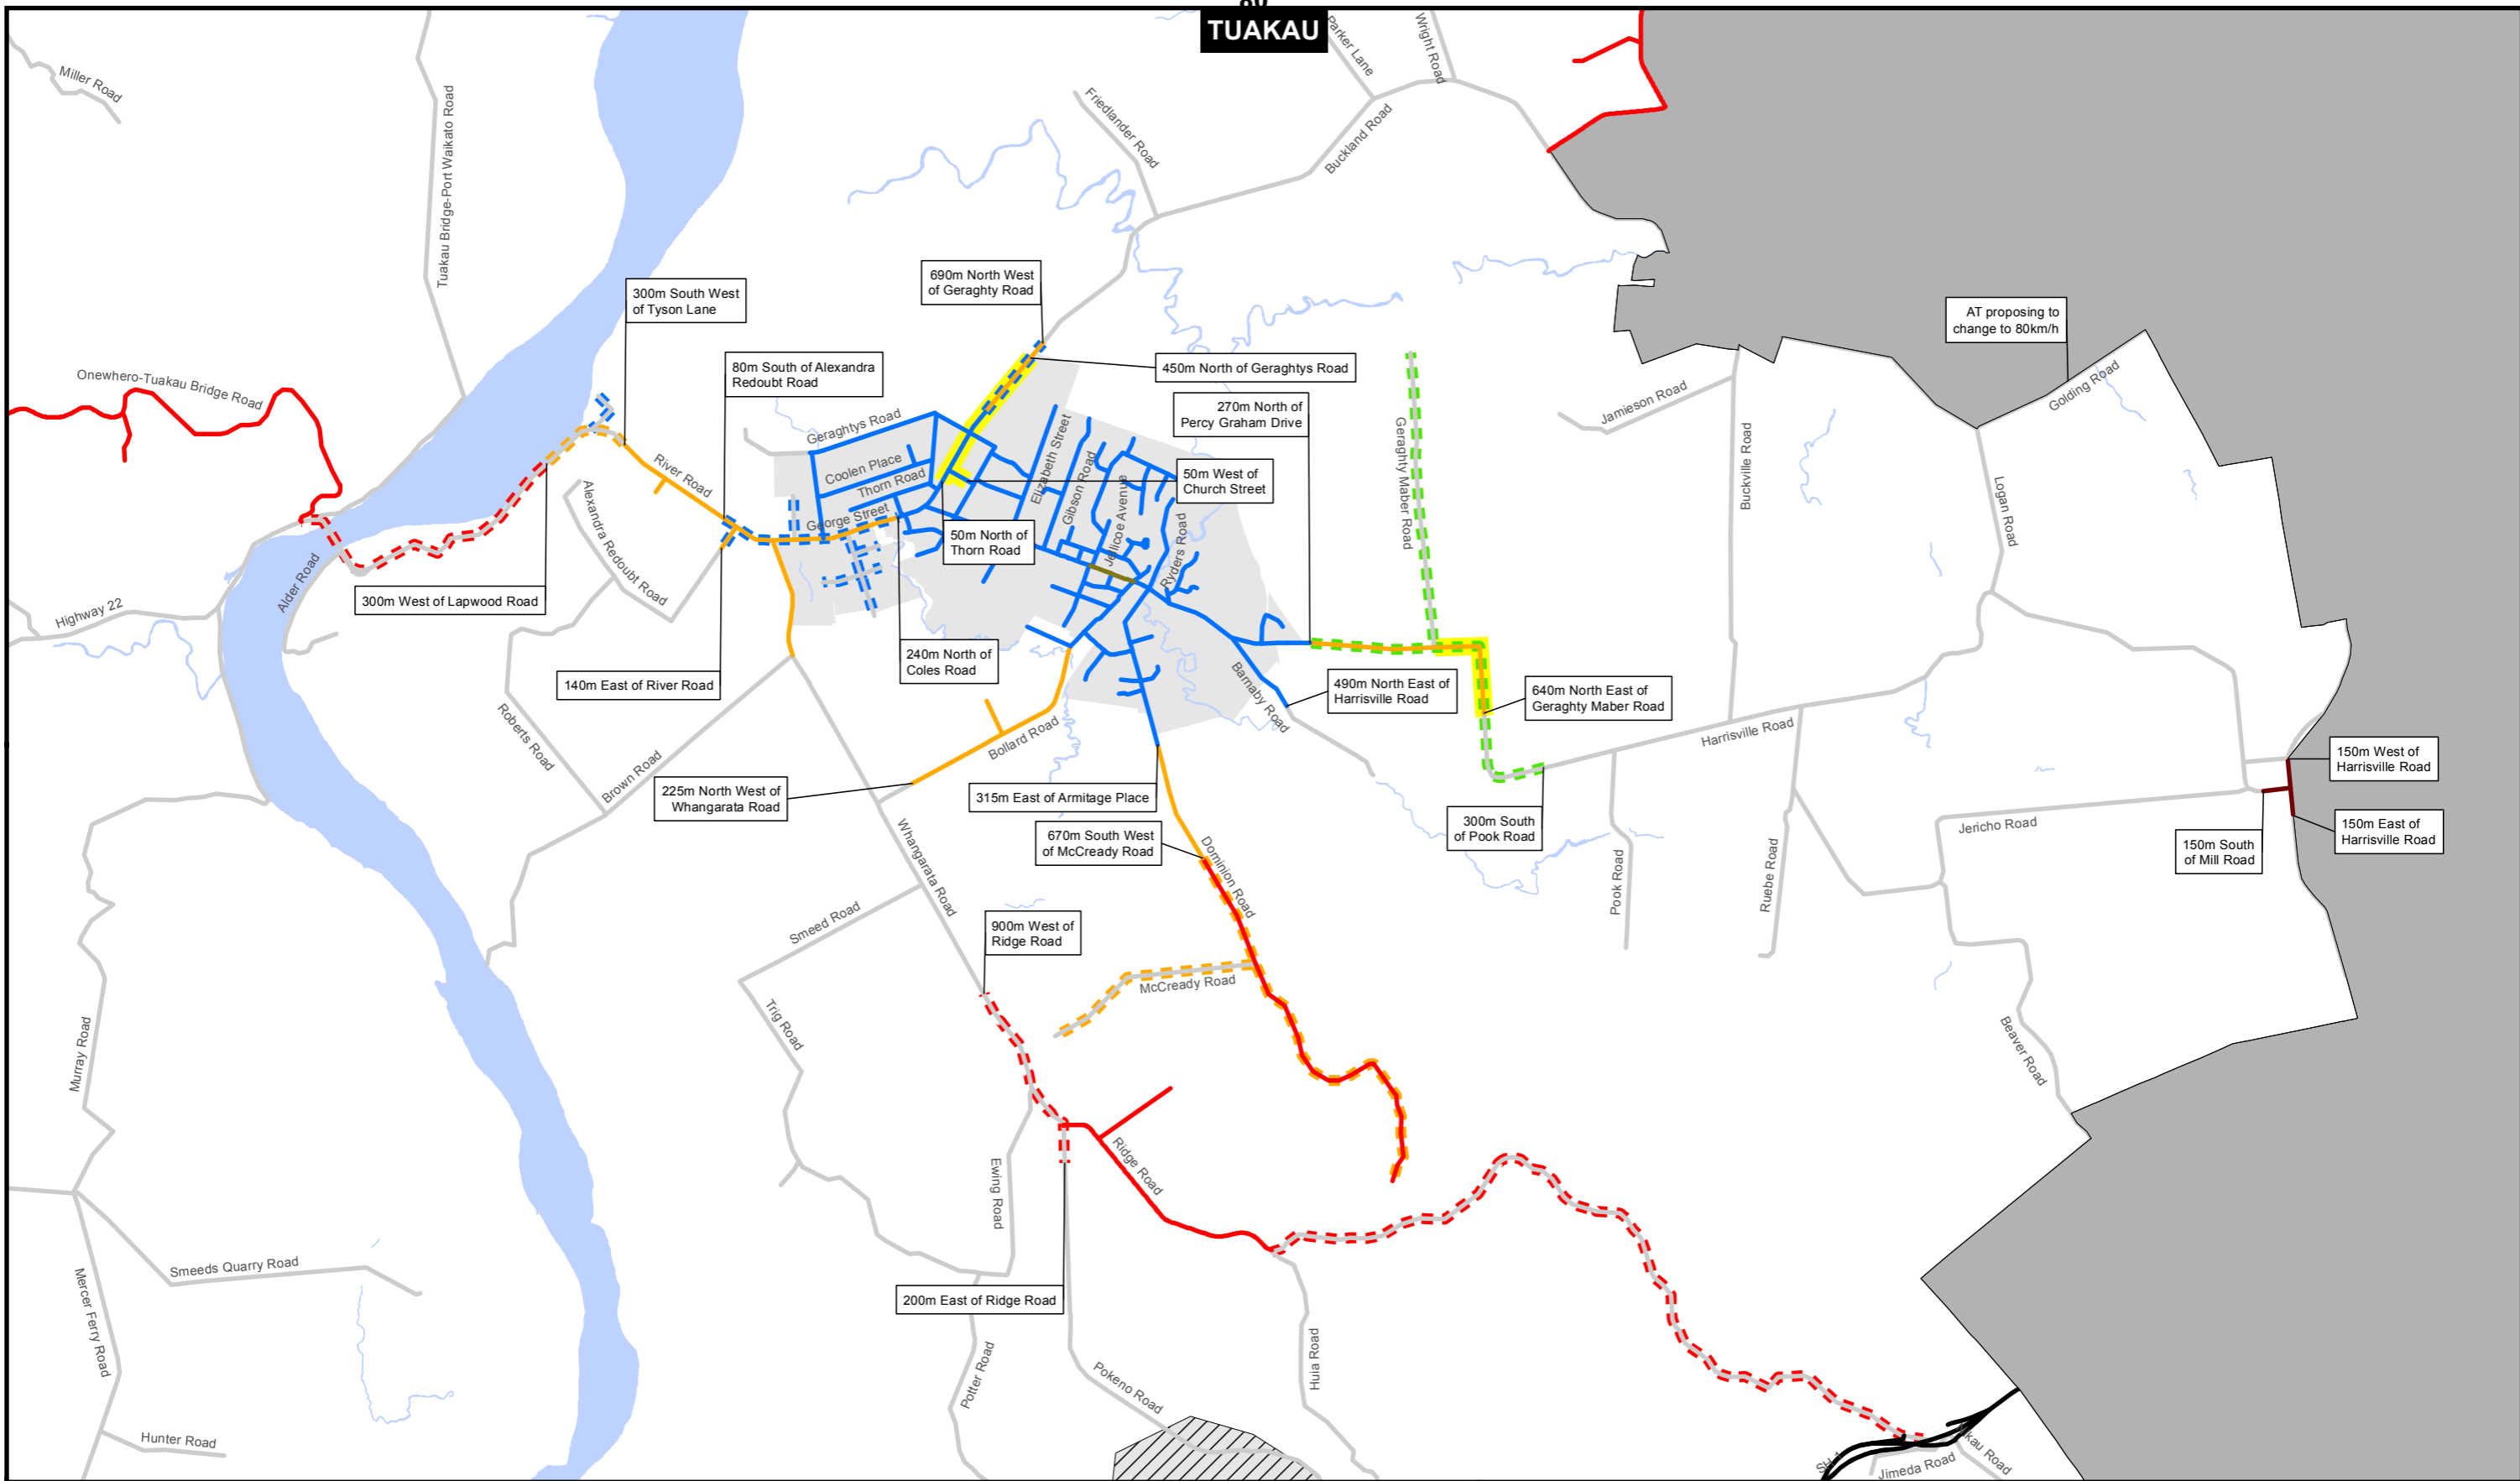 TUAKAU
Miller Road
Tuakau Bridge-Port Waikato Road
Parker Lane
Wright Road
Friedlander Road
Buckland Road
690m North West
of Geraghty Road
300m South West
of Tyson Lane
AT proposing to
change to 80km/h
450m North of Geraghtys Road
80m South of Alexandra
Redoubt Road
Onewhero-Tuakau Bridge Road
270m North of
Percy Graham Drive
Golding Road
Jamieson Road
Geraghtys Road
Elizabeth Street
Geraghty Maber Road
Buckville Road
Coolen Place
Gibson Road
River Road
Thorn Road
50m West of
Church Street
Jellicoe Avenue
Logan Road
Alexandra Redoubt Road
George Street
50m North of
Thorn Road
Ryders Road
Alder Road
300m West of Lapwood Road
Highway 22
240m North of
Coles Road
140m East of River Road
Barnaby Road
490m North East of
Harrisville Road
640m North East of
Geraghty Maber Road
Roberts Road
Bollard Road
Harrisville Road
Brown Road
150m West of
Harrisville Road
225m North West of
Whangarata Road
315m East of Armitage Place
300m South
of Pook Road
Jericho Road
150m East of
Harrisville Road
670m South West
of McCready Road
150m South
of Mill Road
Whangarata Road
Dominion Road
Pook Road
Ruebe Road
Smeed Road
900m West of
Ridge Road
McCready Road
Trig Road
Murray Road
Beaver Road
Ridge Road
Ewing Road
Smeeds Quarry Road
Mercer Ferry Road
200m East of Ridge Road
Huia Road
Potter Road
Pokeno Road
Hunter Road
SH 1
kau Road
Jimeda Road